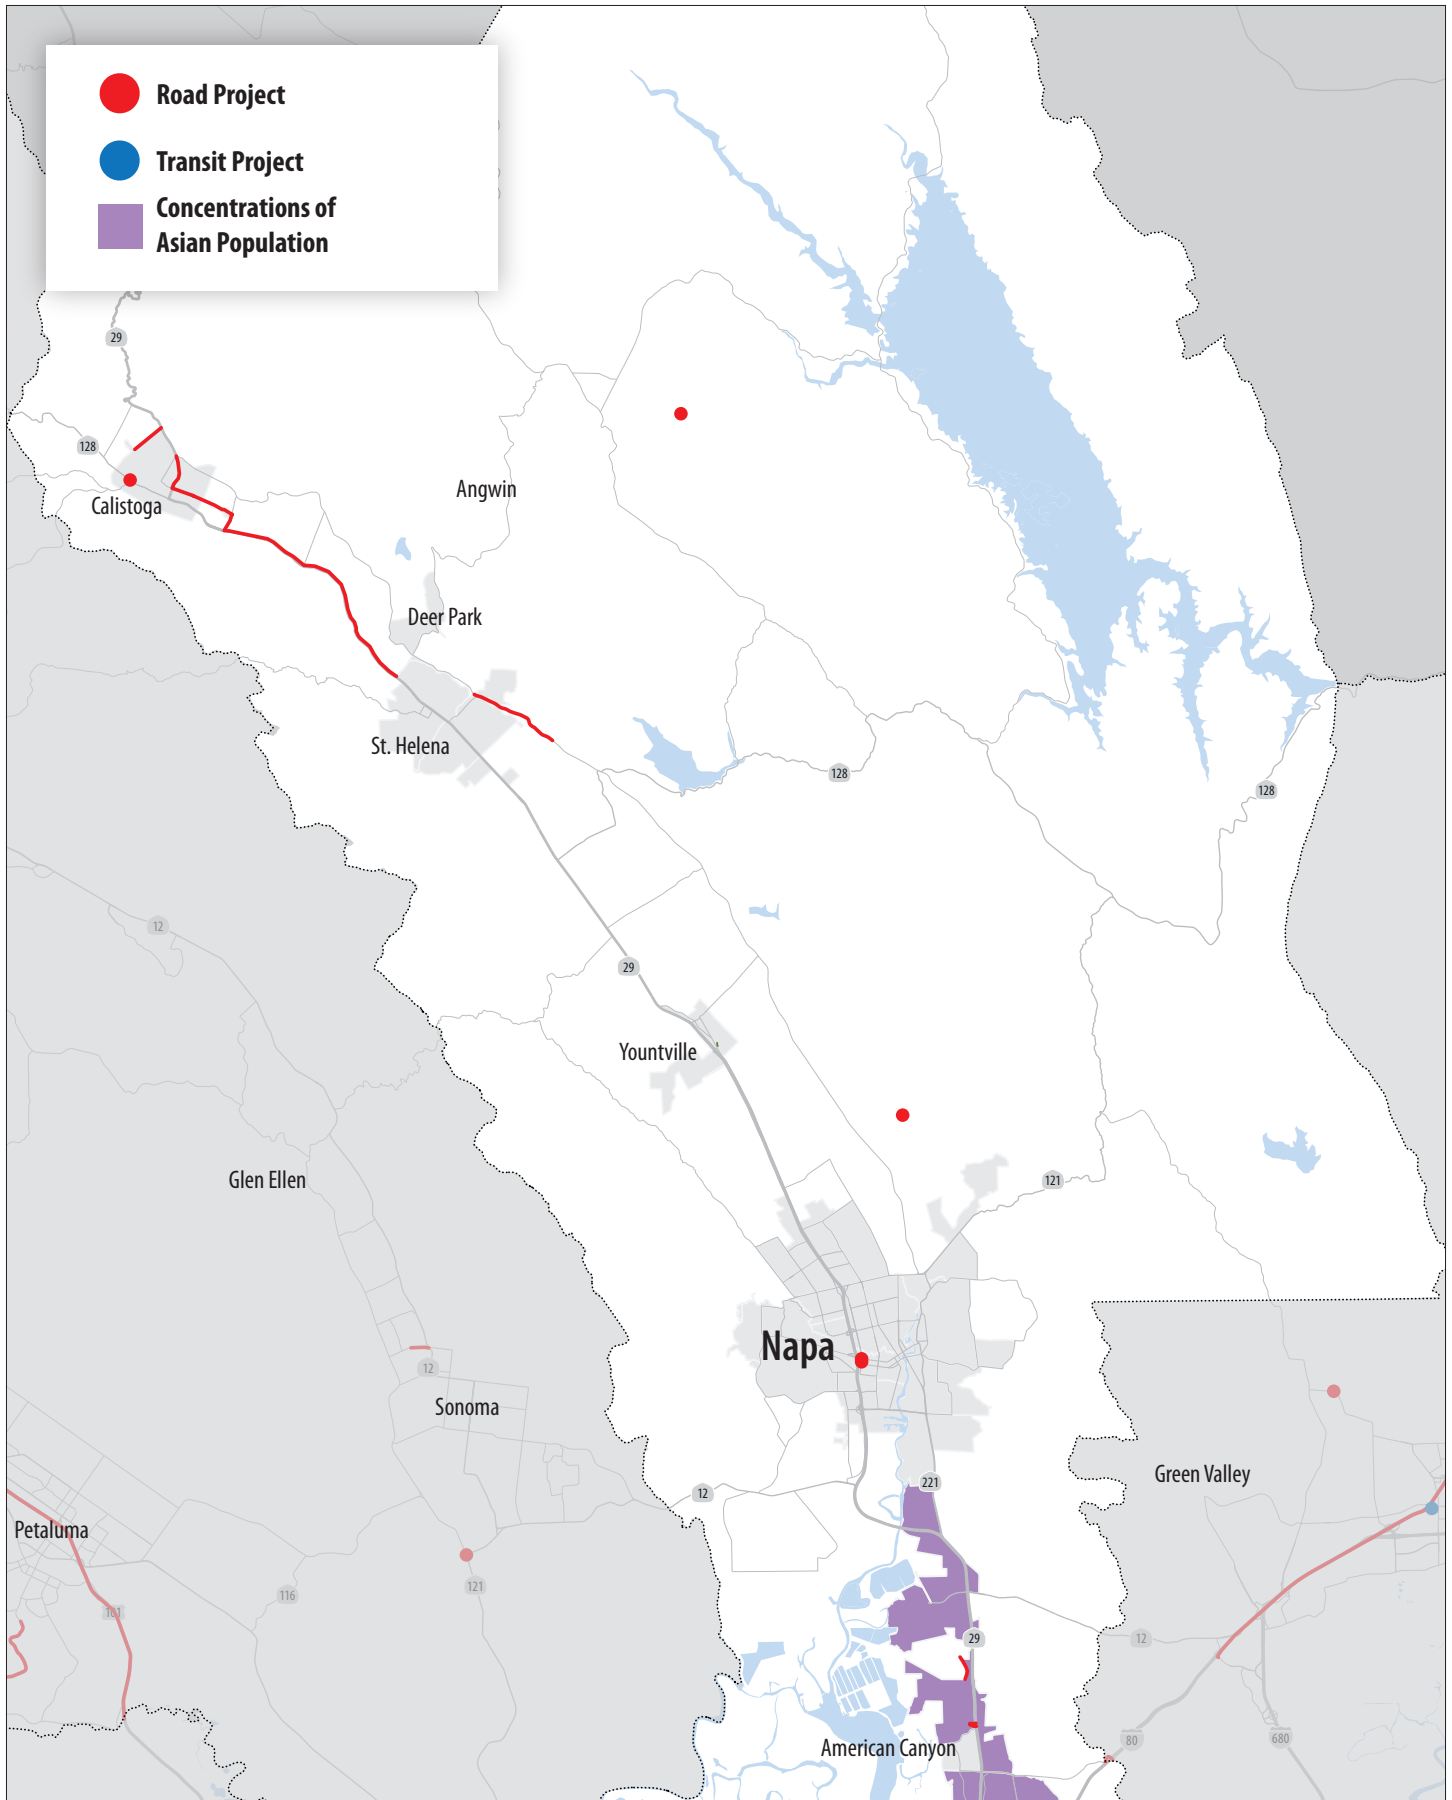 Road Project
Transit Project
Concentrations of
Asian Population
29
128
Calistoga
Angwin
Deer Park
St. Helena
128
128
12
29
Yountville
Glen Ellen
121
Napa
12
Sonoma
Green Valley
221
12
Petaluma
121
116
101
29
12
American Canyon
80
680